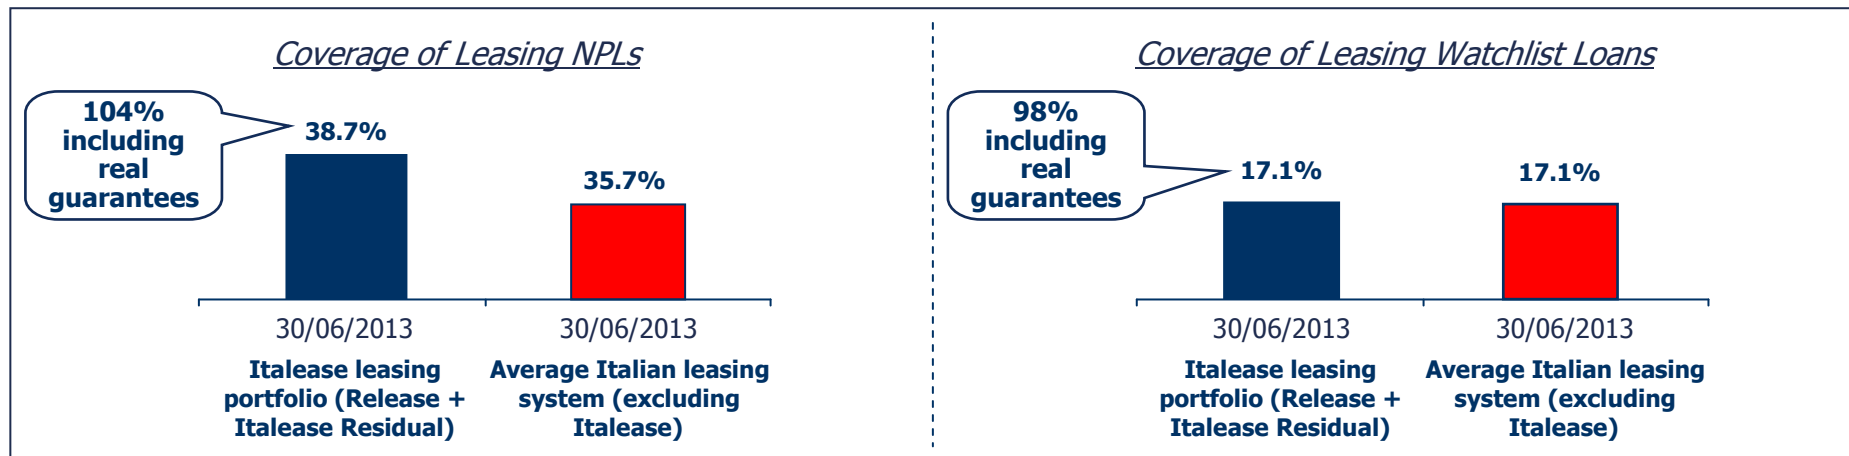 Coverage of Leasing NPLs
104%
including
real
guarantees
38.7%
35.7%
30/06/2013
30/06/2013
Italease leasing
portfolio (Release +
Italease Residual)
Average Italian leasing
system (excluding
Italease)
Coverage of Leasing Watchlist Loans
98%
including
real
guarantees
17.1%
17.1%
30/06/2013
30/06/2013
Italease leasing
portfolio (Release +
Italease Residual)
Average Italian leasing
system (excluding
Italease)